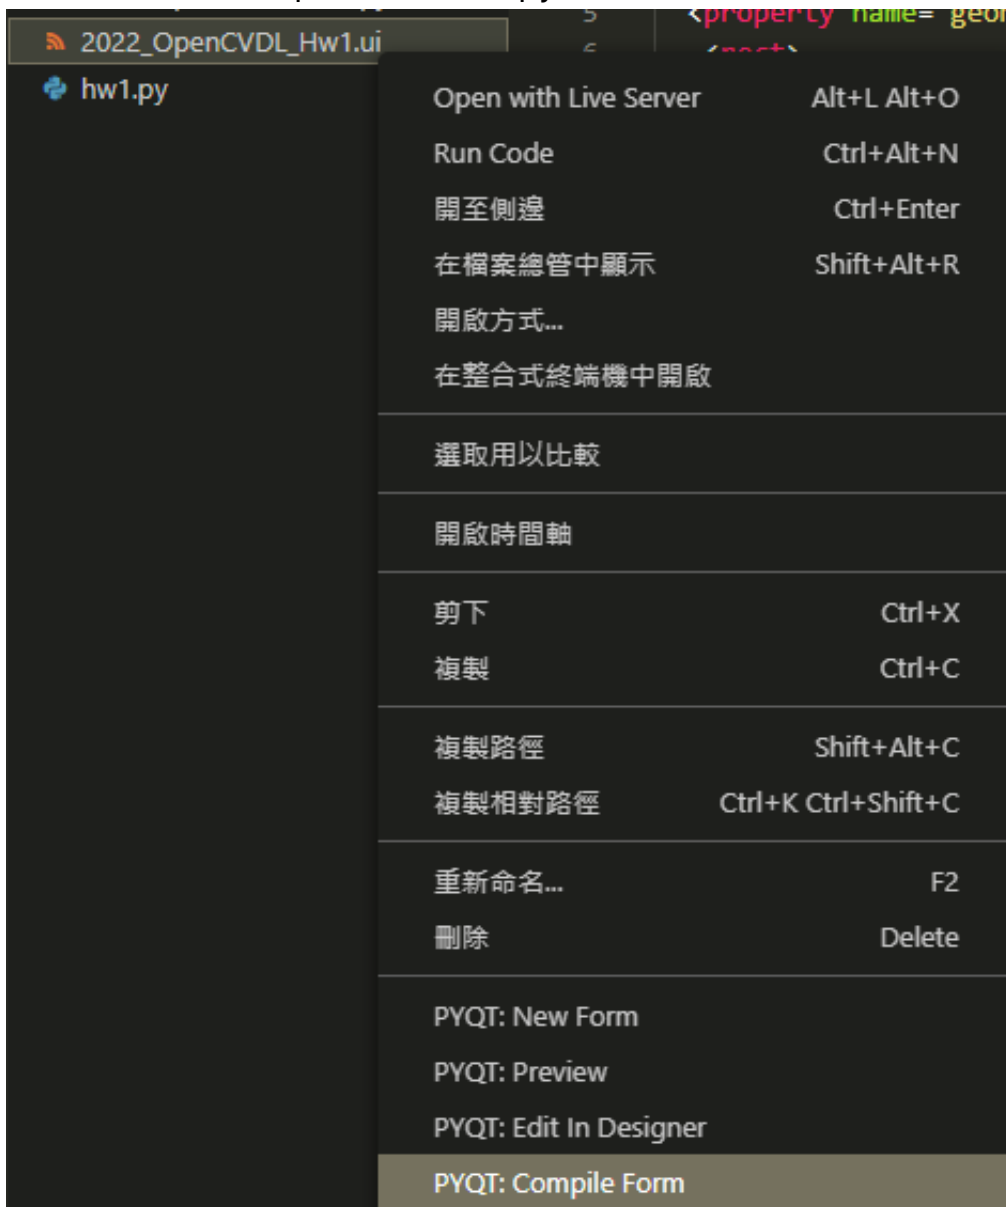 5 <property name="geor
2022_OpenCVDL_Hw1.ui
6
hw1.py
Open with Live Server Alt+L Alt+O
Run Code Ctrl+Alt+N
開至側邊 Ctrl+Enter
在檔案總管中顯示 Shift+Alt+R
開啟方式...
在整合式終端機中開啟
選取用以比較
開啟時間軸
剪下 Ctrl+X
複製 Ctrl+C
複製路徑 Shift+Alt+C
複製相對路徑 Ctrl+K Ctrl+Shift+C
重新命名... F2
刪除 Delete
PYQT: New Form
PYQT: Preview
PYQT: Edit In Designer
PYQT: Compile Form